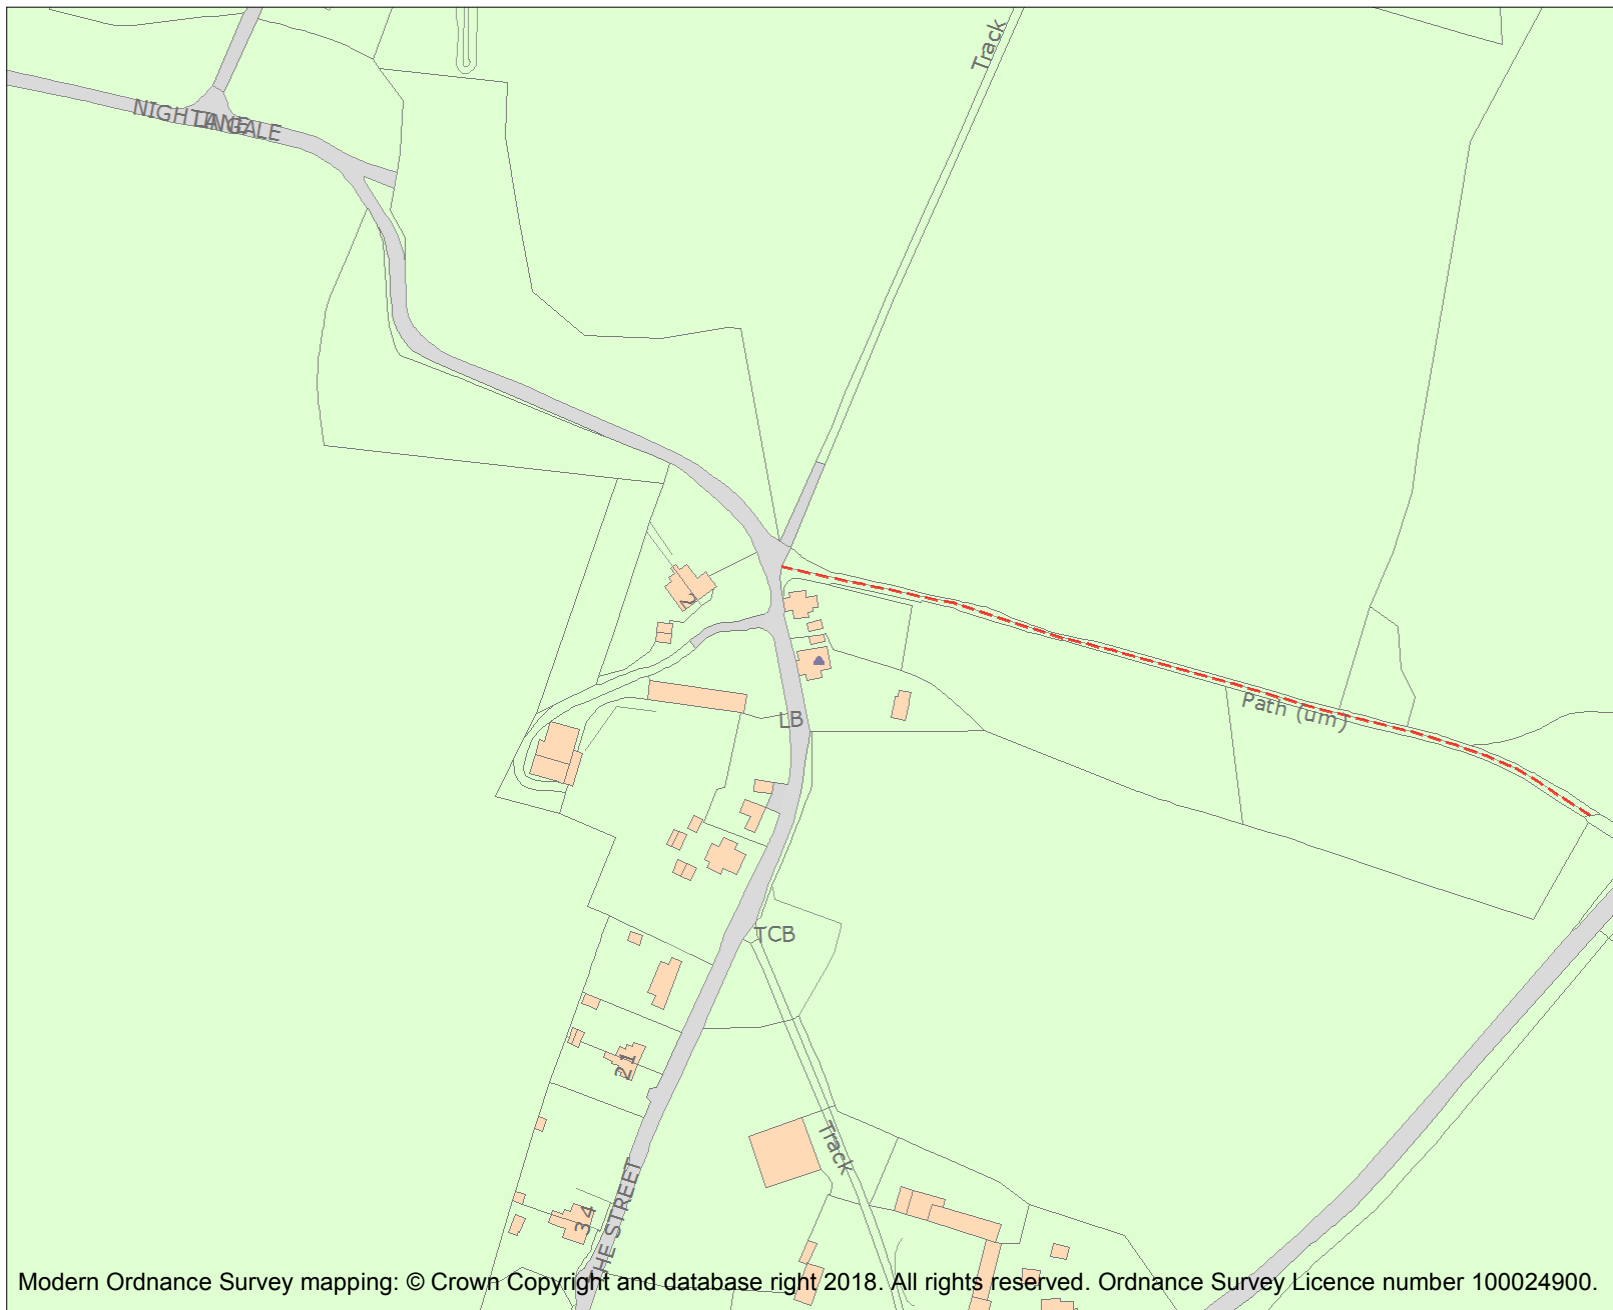 Track
NIGHTINGALE
LANE
2
Path (um)
LB
TCB
21
Track
34
THE STREET
Modern Ordnance Survey mapping: © Crown Copyright and database right 2018. All rights reserved. Ordnance Survey Licence number 100024900.